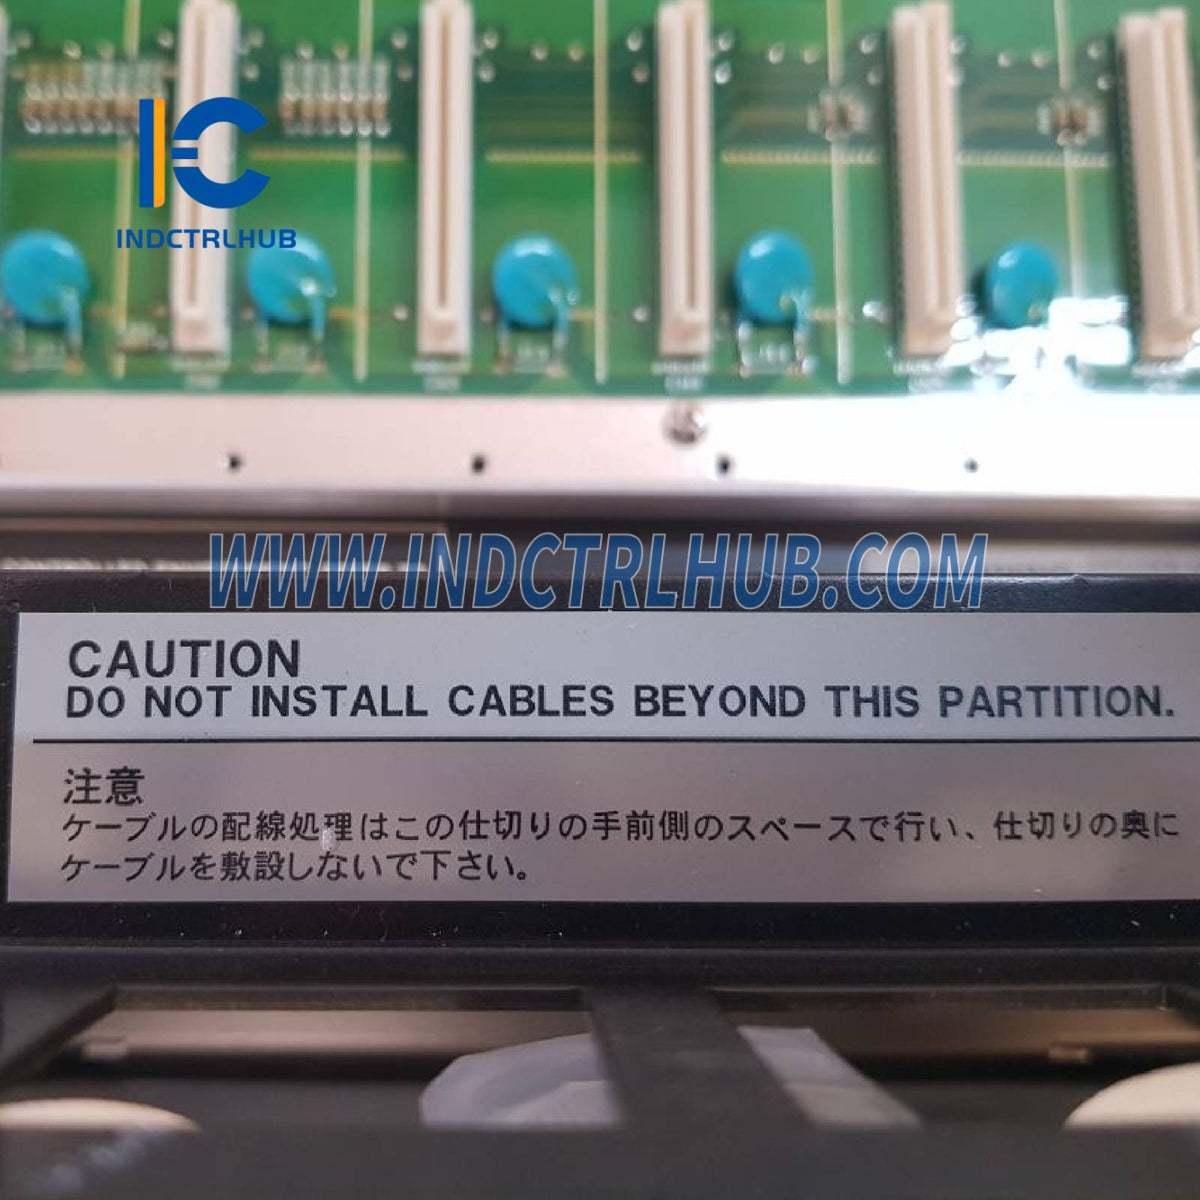 IC
INDCTRLHUB
WWW.INDCTRLHUB.COM
CAUTION
DO NOT INSTALL CABLES BEYOND THIS PARTITION.
注意
ケーブルの配線処理はこの仕切りの手前側のスペースで行い、仕切りの奥に
ケーブルを敷設しないで下さい。